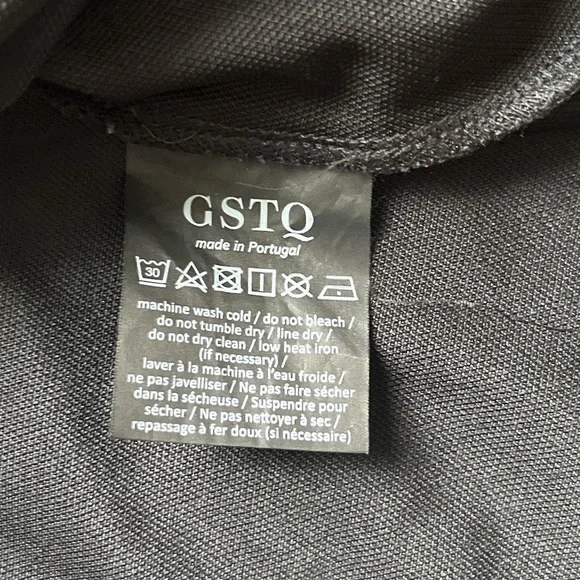 GSTQ
made in Portugal
30
machine wash cold / do not bleach /
do not tumble dry / line dry /
do not dry clean / low heat iron
(if necessary) /
laver à la machine à l'eau froide /
ne pas javelliser / Ne pas faire sécher
dans la sécheuse / Suspendre pour
sécher / Ne pas nettoyer à sec /
repassage à fer doux (si nécessaire)